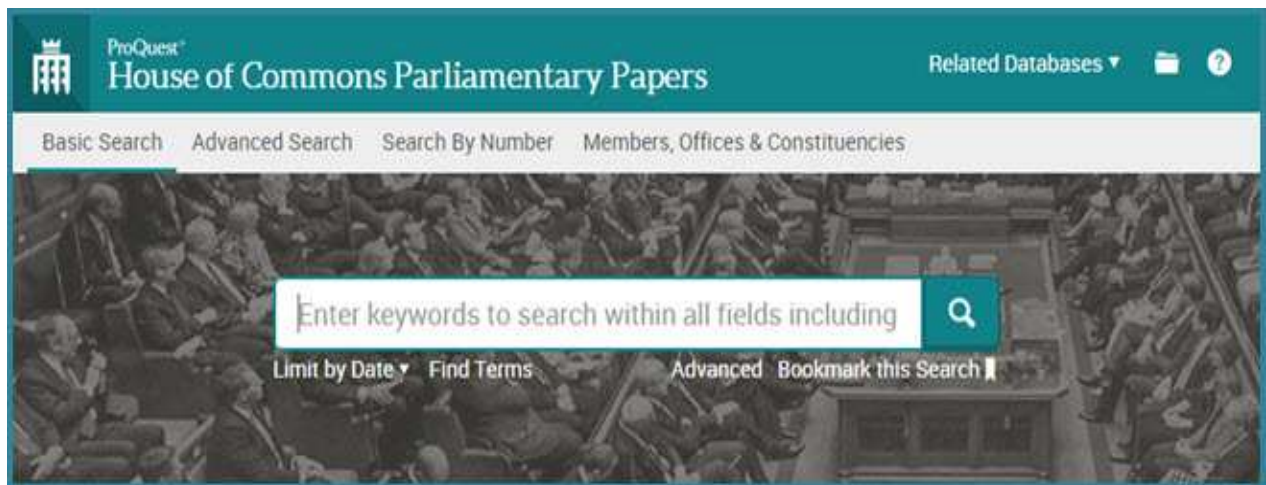 ProQuest®
House of Commons Parliamentary Papers
Related Databases ▾
?
Basic Search Advanced Search Search By Number Members, Offices & Constituencies
Enter keywords to search within all fields including
Limit by Date ▾ Find Terms Advanced Bookmark this Search